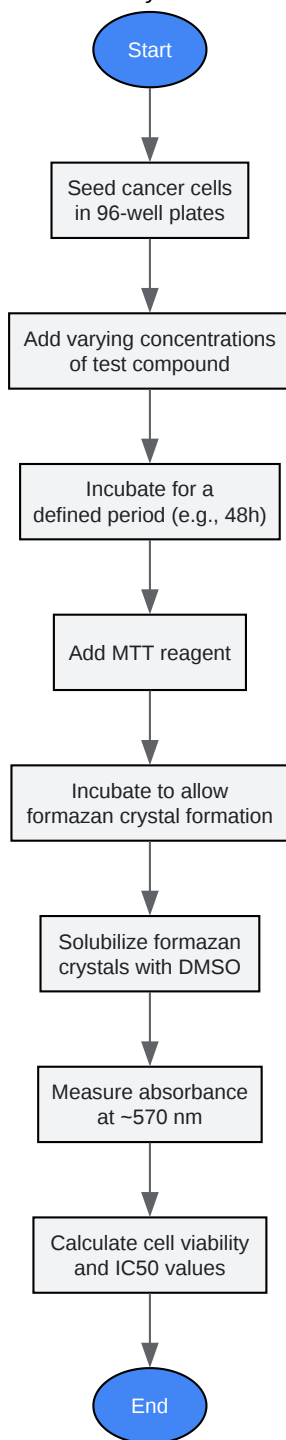 Start
Seed cancer cells
in 96-well plates
Add varying concentrations
of test compound
Incubate for a
defined period (e.g., 48h)
Add MTT reagent
Incubate to allow
formazan crystal formation
Solubilize formazan
crystals with DMSO
Measure absorbance
at ~570 nm
Calculate cell viability
and IC50 values
End